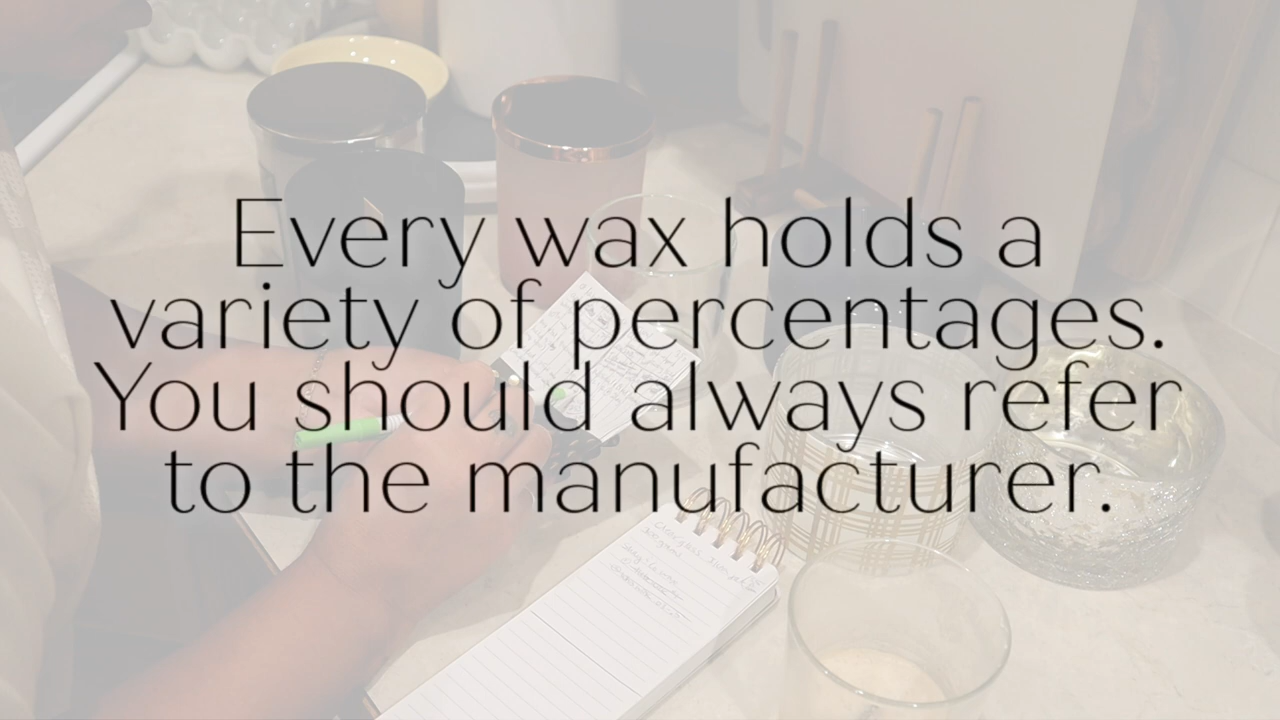 Every wax holds a
variety of percentages.
You should always refer
to the manufacturer.